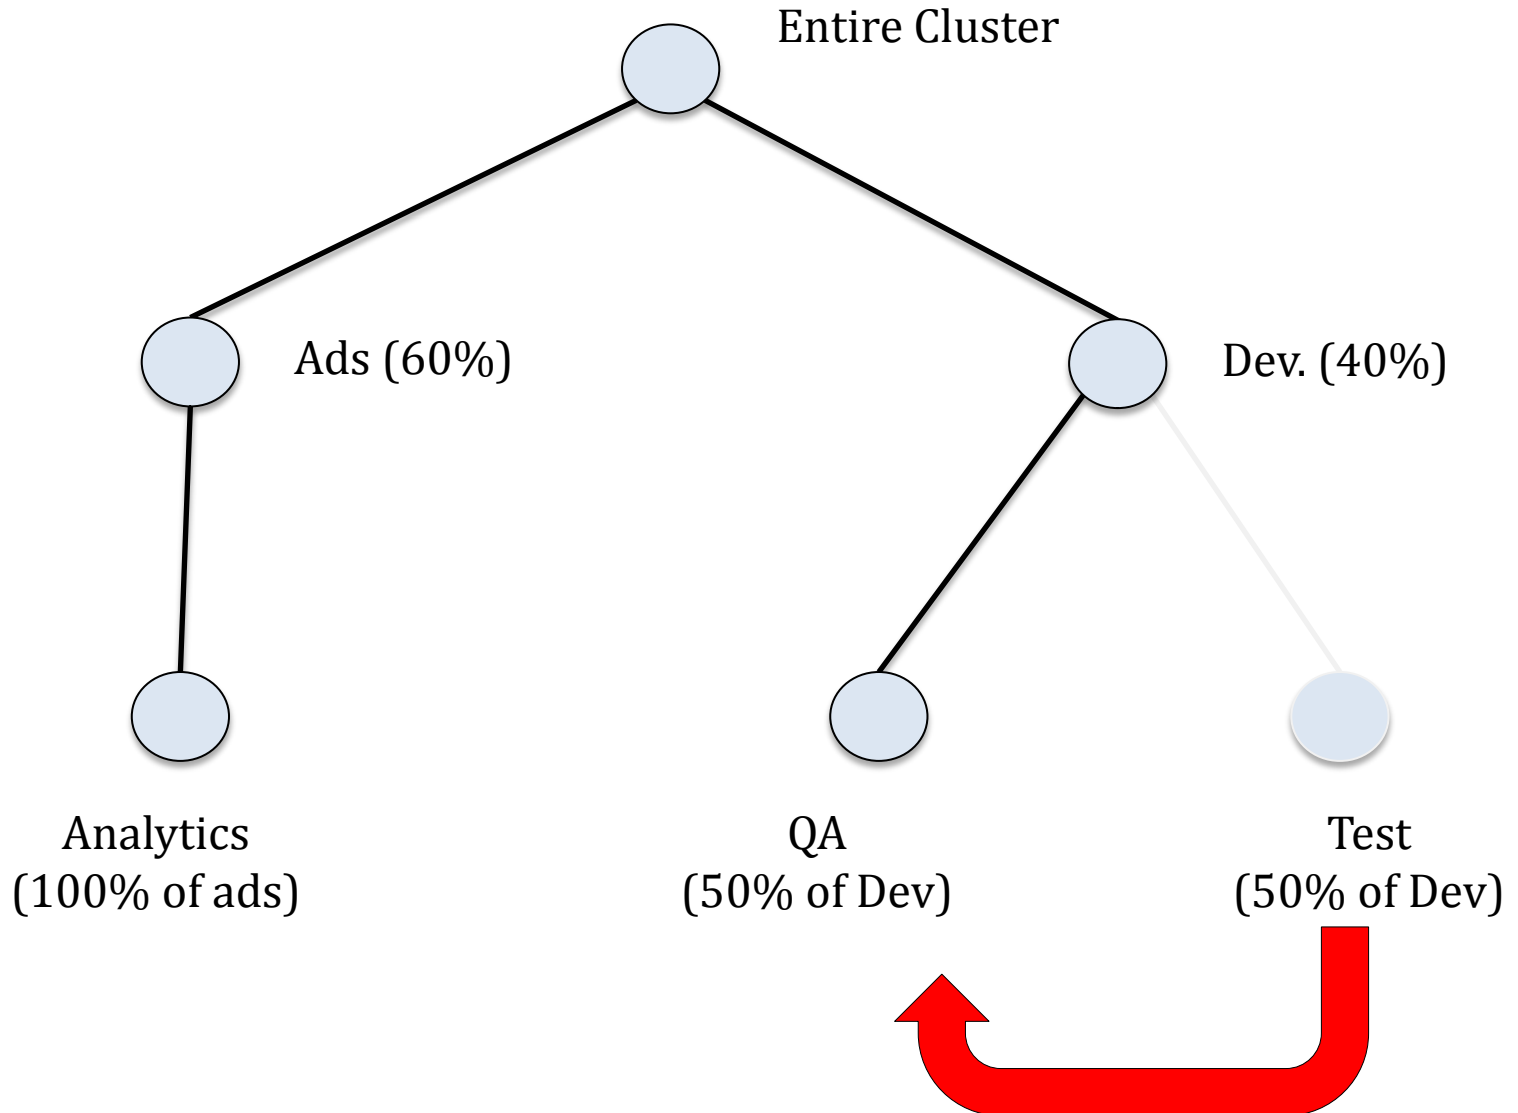 Entire Cluster
Ads (60%)
Dev. (40%)
Analytics
(100% of ads)
QA
(50% of Dev)
Test
(50% of Dev)